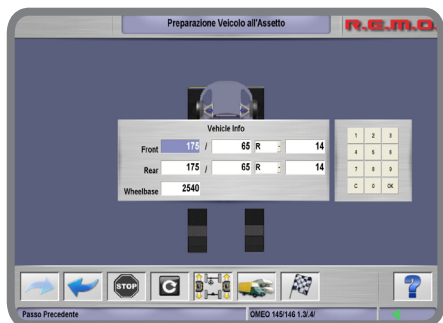 Preparazione Veicolo all'Assetto
R.E.M.O.
Vehicle Info
Front 175 / 65 R - 14
Rear 175 / 65 R - 14
Wheelbase 2540
1 2 3
4 5 6
7 8 9
C 0 OK
STOP
C
?
Passo Precedente OMEO 145/146 1.3/.4/